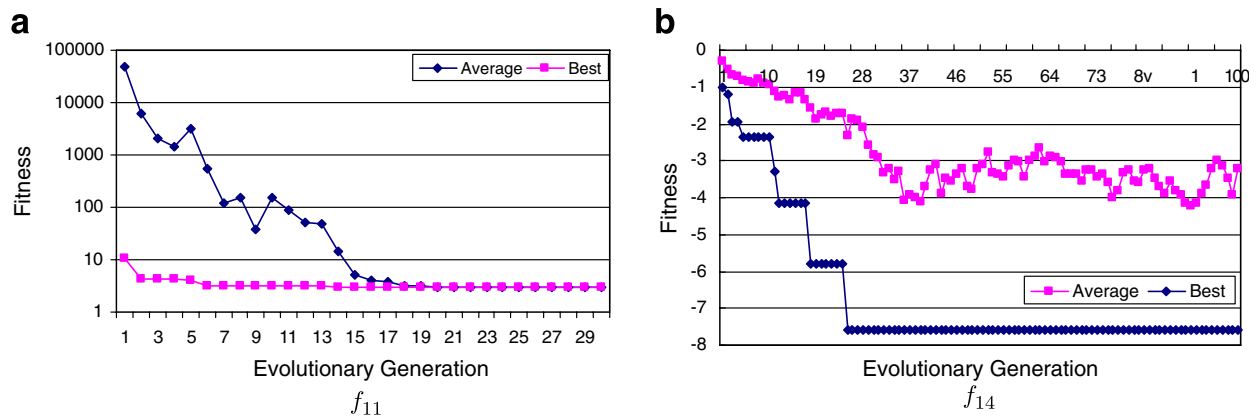 a
100000
10000
1000
100
10
1
Fitness
Average Best
1 3 5 7 9 11 13 15 17 19 21 23 25 27 29
Evolutionary Generation
f11
b
0
-1
-2
-3
-4
-5
-6
-7
-8
Fitness
1 10 19 28 37 46 55 64 73 8v 1 100
Average Best
Evolutionary Generation
f14